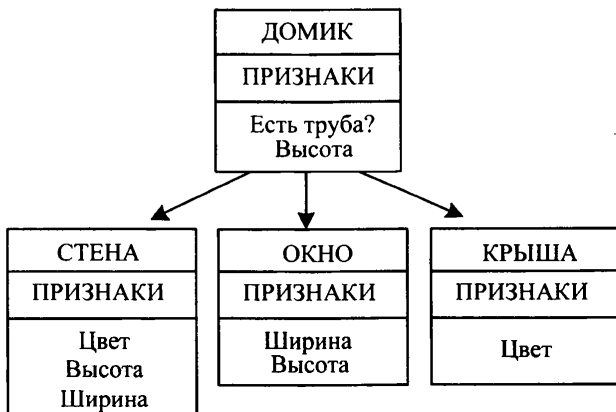 ДОМИК
ПРИЗНАКИ
Есть труба?
Высота
СТЕНА
ПРИЗНАКИ
Цвет
Высота
Ширина
ОКНО
ПРИЗНАКИ
Ширина
Высота
КРЫША
ПРИЗНАКИ
Цвет